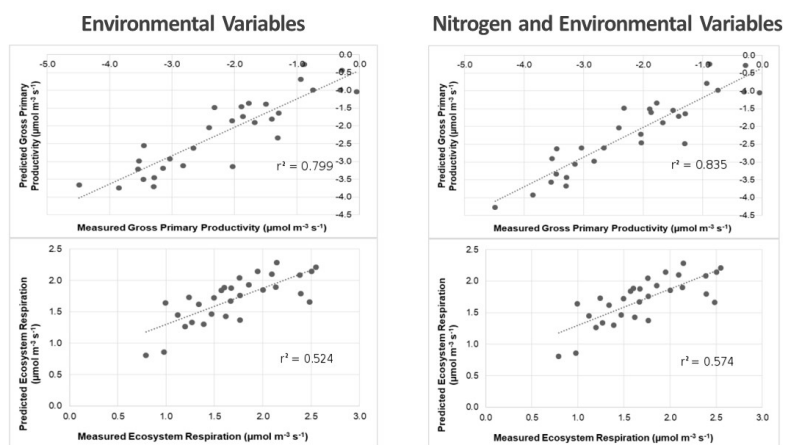 Environmental Variables
Nitrogen and Environmental Variables
-5.0 -4.0 -3.0 -2.0 -1.0 0.0
0.0
-0.5
-1.0
-1.5
-2.0
-2.5
-3.0
-3.5
-4.0
-4.5
Predicted Gross Primary
Productivity (µmol m⁻³ s⁻¹)
r² = 0.799
Measured Gross Primary Productivity (µmol m⁻³ s⁻¹)
-5.0 -4.0 -3.0 -2.0 -1.0 0.0
0.0
-0.5
-1.0
-1.5
-2.0
-2.5
-3.0
-3.5
-4.0
-4.5
Predicted Gross Primary
Productivity (µmol m⁻³ s⁻¹)
r² = 0.835
Measured Gross Primary Productivity (µmol m⁻³ s⁻¹)
2.5
2.0
1.5
1.0
0.5
0.0
Predicted Ecosystem Respiration
(µmol m⁻³ s⁻¹)
r² = 0.524
0.0 0.5 1.0 1.5 2.0 2.5 3.0
Measured Ecosystem Respiration (µmol m⁻³ s⁻¹)
2.5
2.0
1.5
1.0
0.5
0.0
Predicted Ecosystem Respiration
(µmol m⁻³ s⁻¹)
r² = 0.574
0.0 0.5 1.0 1.5 2.0 2.5 3.0
Measured Ecosystem Respiration (µmol m⁻³ s⁻¹)